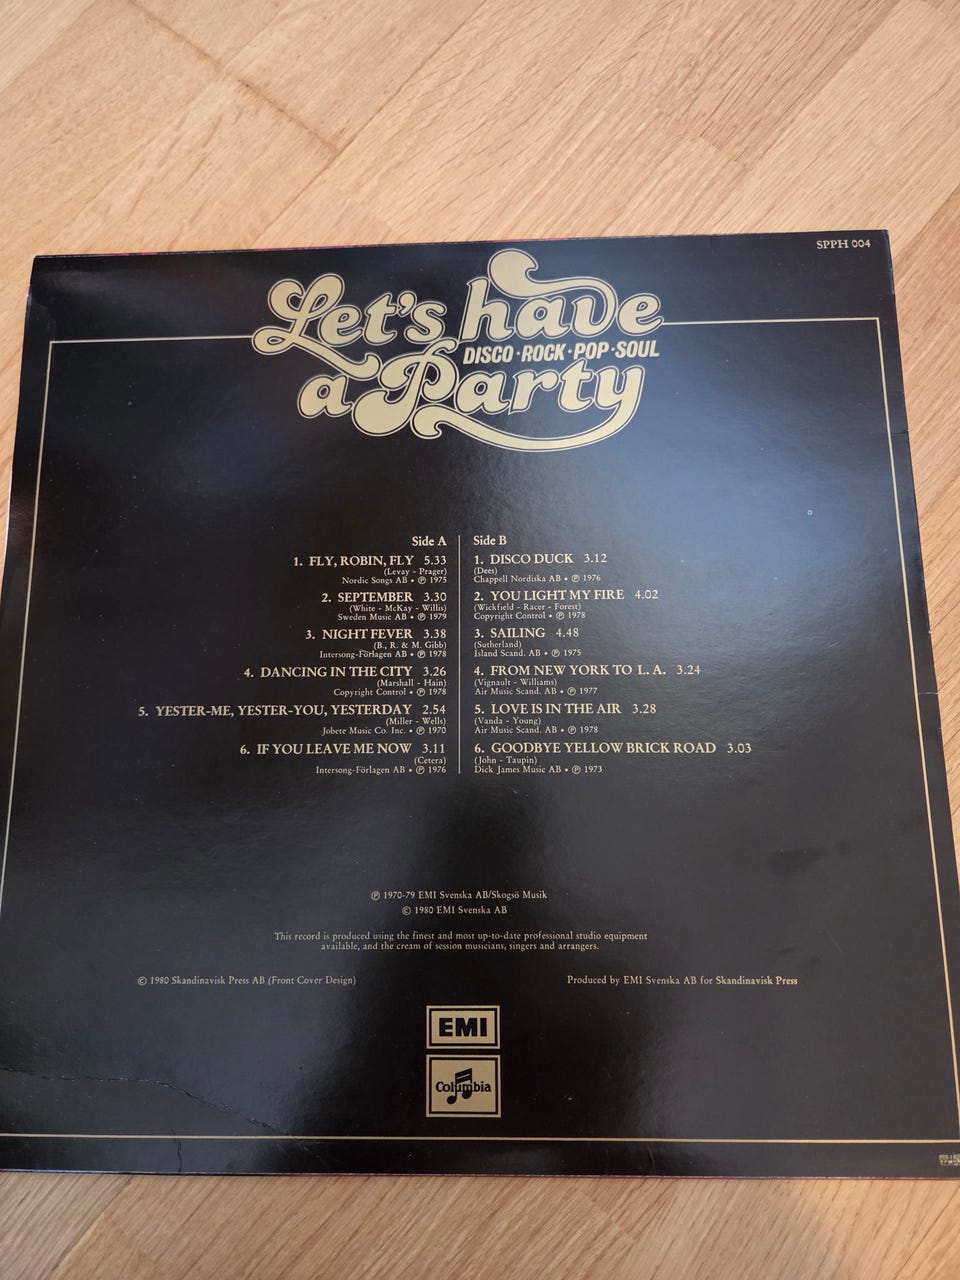 SPPH 004
Let's have
DISCO·ROCK·POP·SOUL
a Party
Side A
1. FLY, ROBIN, FLY 5.33
(Levay - Prager)
Nordic Songs AB • ℗ 1975
2. SEPTEMBER 3.30
(White - McKay - Willis)
Sweden Music AB • ℗ 1979
3. NIGHT FEVER 3.38
(B., R. & M. Gibb)
Intersong-Förlagen AB • ℗ 1978
4. DANCING IN THE CITY 3.26
(Marshall - Hain)
Copyright Control • ℗ 1978
5. YESTER-ME, YESTER-YOU, YESTERDAY 2.54
(Miller - Wells)
Jobete Music Co. Inc. • ℗ 1970
6. IF YOU LEAVE ME NOW 3.11
(Cetera)
Intersong-Förlagen AB • ℗ 1976
Side B
1. DISCO DUCK 3.12
(Dees)
Chappell Nordiska AB • ℗ 1976
2. YOU LIGHT MY FIRE 4.02
(Wickfield - Racer - Forest)
Copyright Control • ℗ 1978
3. SAILING 4.48
(Sutherland)
Island Scand. AB • ℗ 1975
4. FROM NEW YORK TO L. A. 3.24
(Vignault - Williams)
Air Music Scand. AB • ℗ 1977
5. LOVE IS IN THE AIR 3.28
(Vanda - Young)
Air Music Scand. AB • ℗ 1978
6. GOODBYE YELLOW BRICK ROAD 3.03
(John - Taupin)
Dick James Music AB • ℗ 1973
℗ 1970-79 EMI Svenska AB/Skogsö Musik
© 1980 EMI Svenska AB
This record is produced using the finest and most up-to-date professional studio equipment
available, and the cream of session musicians, singers and arrangers.
© 1980 Skandinavisk Press AB (Front Cover Design)
Produced by EMI Svenska AB for Skandinavisk Press
EMI
Columbia